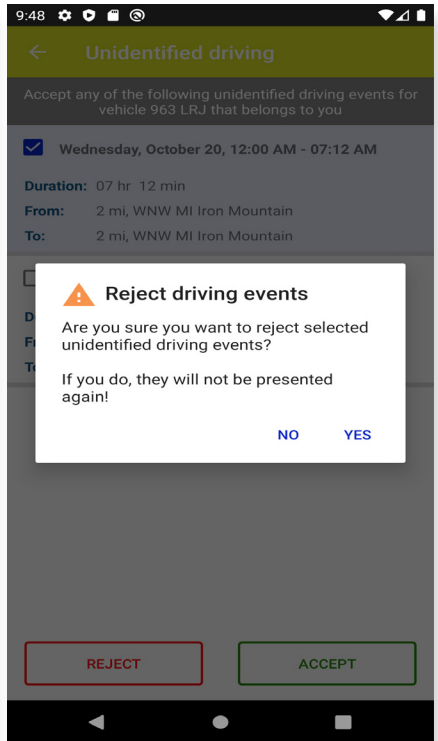 9:48
Unidentified driving
Accept any of the following unidentified driving events for
vehicle 963 LRJ that belongs to you
Wednesday, October 20, 12:00 AM - 07:12 AM
Duration: 07 hr 12 min
From: 2 mi, WNW MI Iron Mountain
To: 2 mi, WNW MI Iron Mountain
Reject driving events
Are you sure you want to reject selected
unidentified driving events?
If you do, they will not be presented
again!
NO YES
REJECT ACCEPT